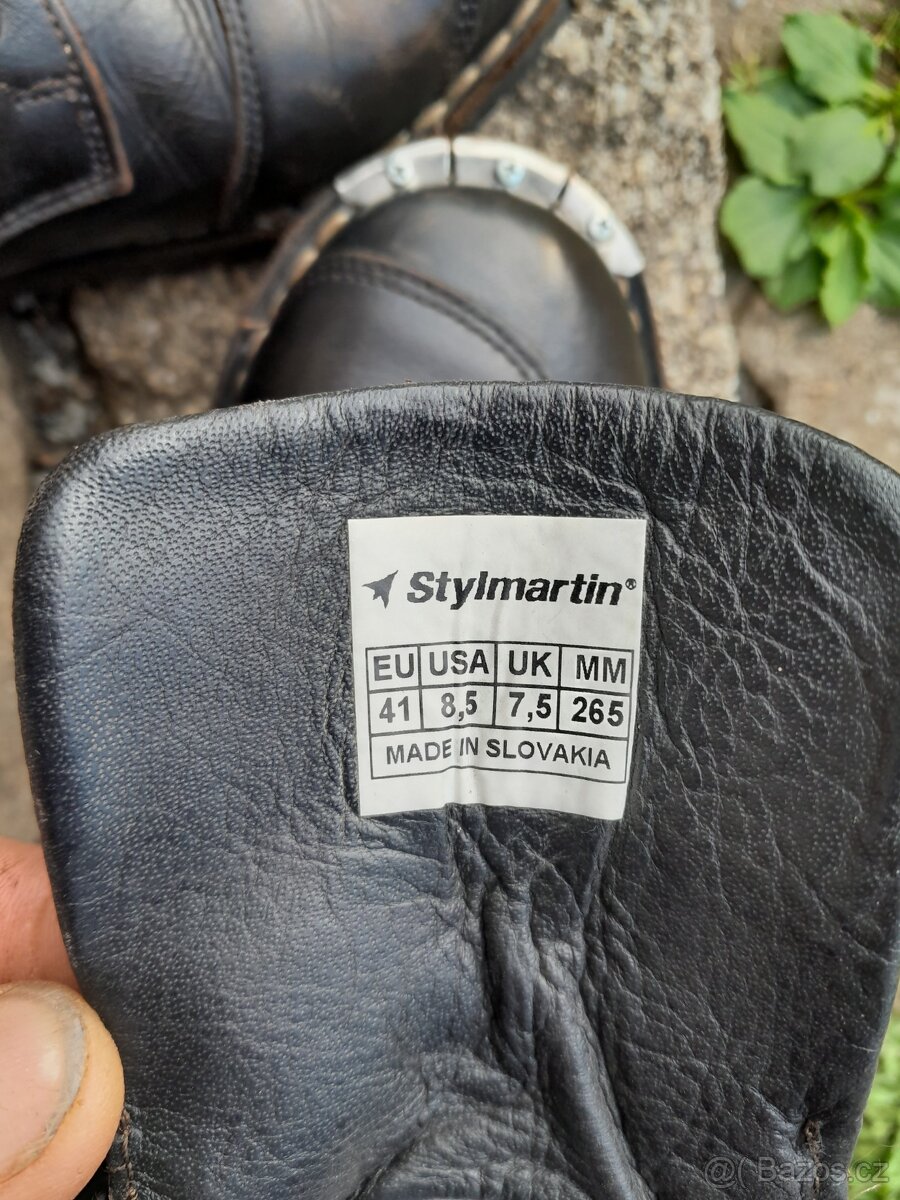 Stylmartin®
EU USA UK MM
41 8,5 7,5 265
MADE IN SLOVAKIA
@( Bazos.cz